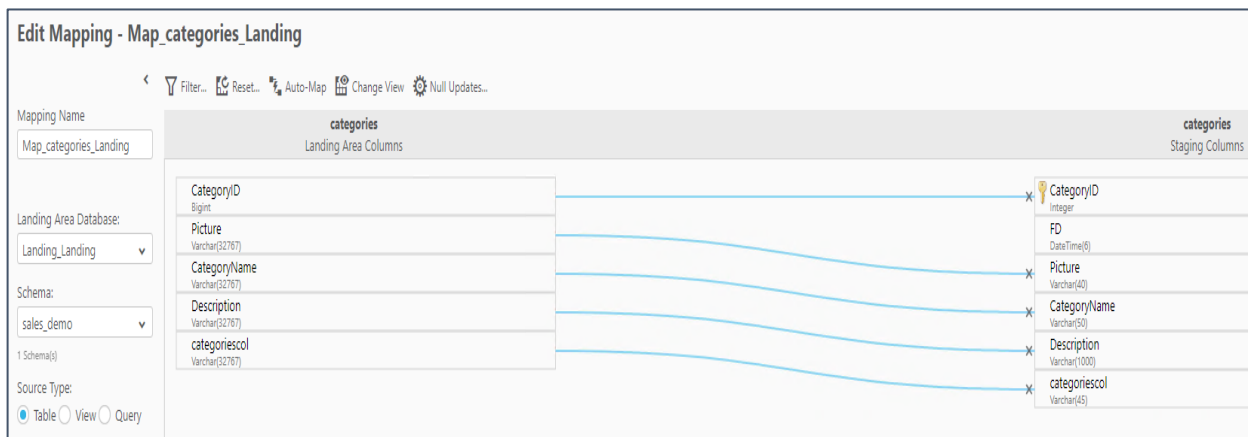 Edit Mapping - Map_categories_Landing
Filter... Reset... Auto-Map Change View Null Updates...
Mapping Name
Map_categories_Landing
Landing Area Database:
Landing_Landing
Schema:
sales_demo
1 Schema(s)
Source Type:
Table View Query
categories
Landing Area Columns
CategoryID
Bigint
Picture
Varchar(32767)
CategoryName
Varchar(32767)
Description
Varchar(32767)
categoriescol
Varchar(32767)
categories
Staging Columns
CategoryID
Integer
FD
DateTime(6)
Picture
Varchar(40)
CategoryName
Varchar(50)
Description
Varchar(1000)
categoriescol
Varchar(45)